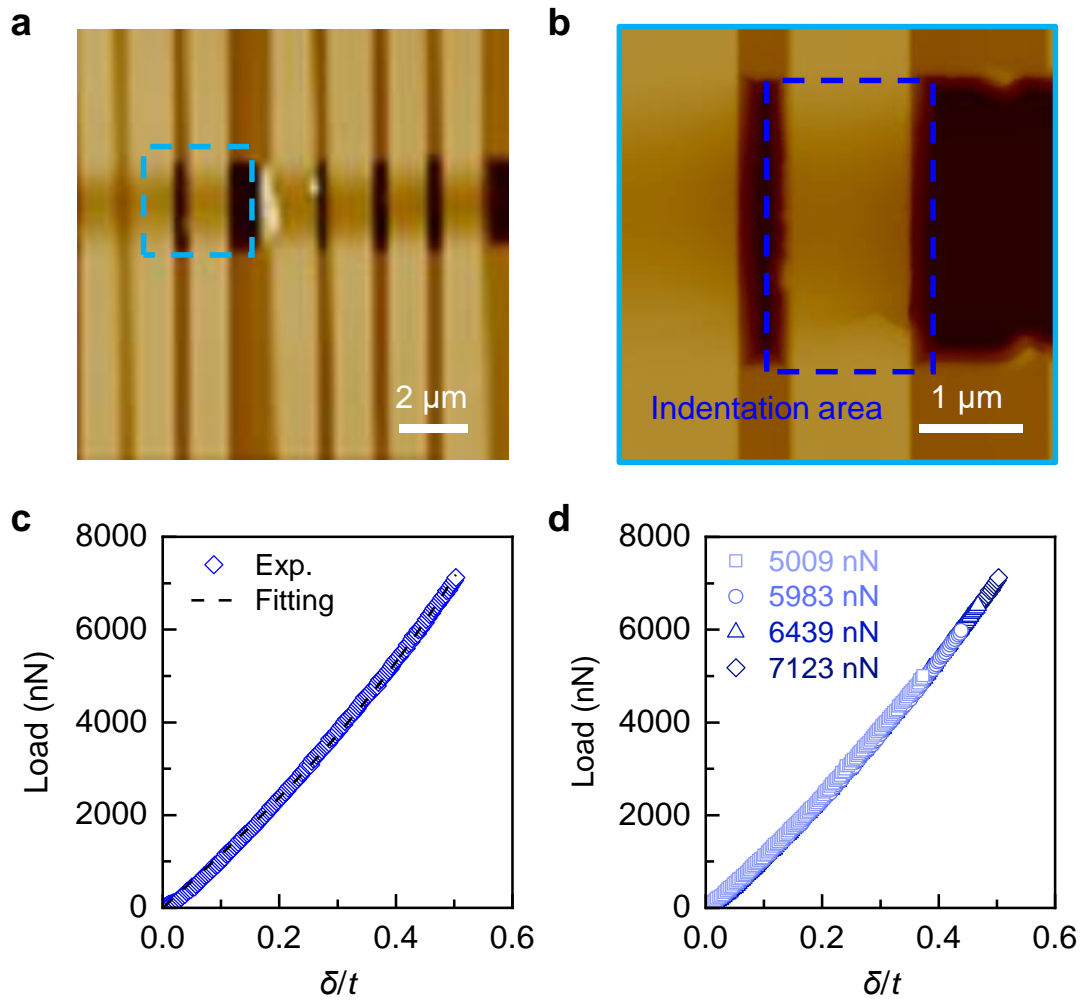 a
b
2 μm
Indentation area
1 μm
c
d
8000
6000
4000
2000
0
Load (nN)
Exp.
Fitting
0.0
0.2
0.4
0.6
δ/t
8000
6000
4000
2000
0
Load (nN)
5009 nN
5983 nN
6439 nN
7123 nN
0.0
0.2
0.4
0.6
δ/t